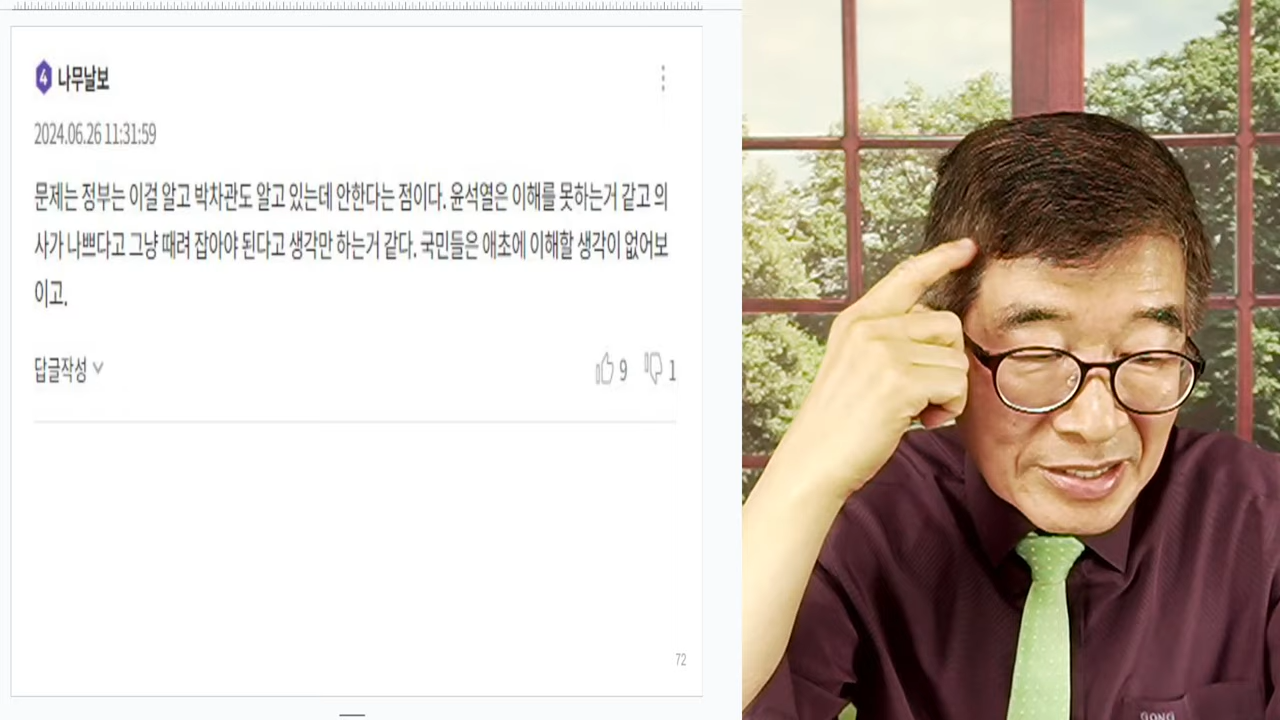 4 나무날보
2024.06.26 11:31:59
문제는 정부는 이걸 알고 박차관도 알고 있는데 안한다는 점이다. 윤석열은 이해를 못하는거 같고 의
사가 나쁘다고 그냥 때려 잡아야 된다고 생각만 하는거 같다. 국민들은 애초에 이해할 생각이 없어보
이고.
답글작성
9 1
72
GONG